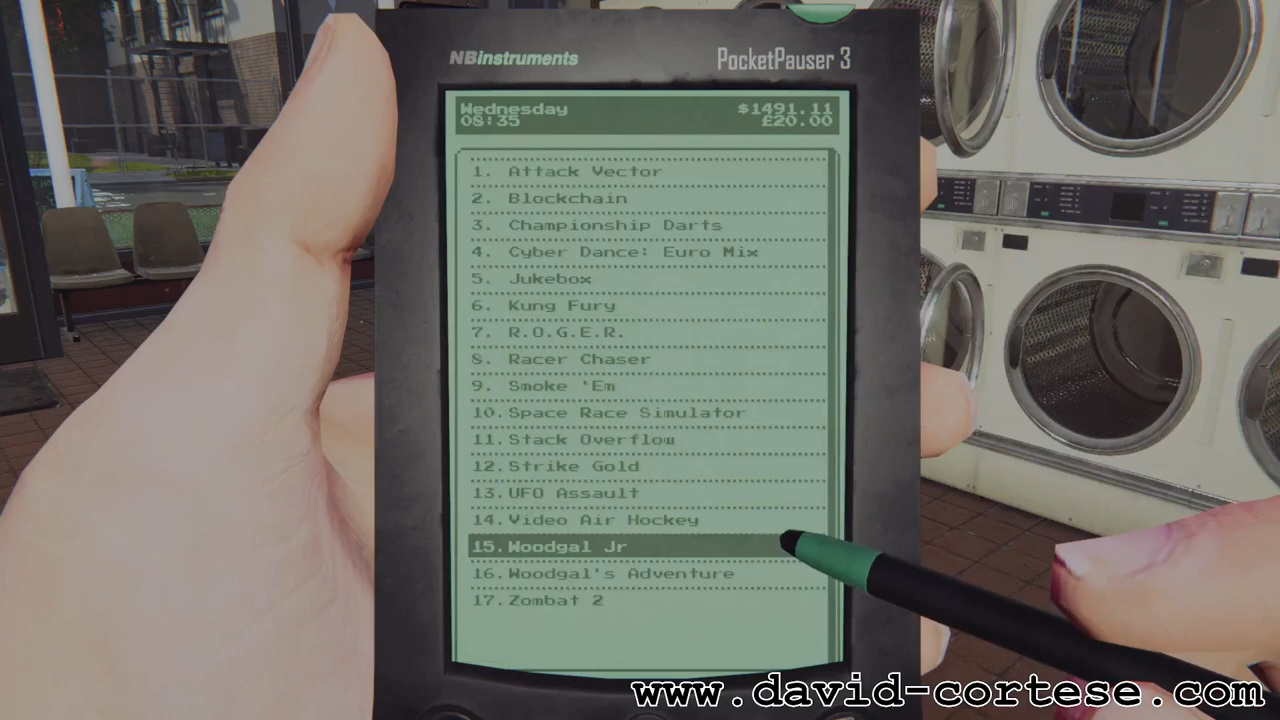 NBinstruments PocketPauser 3
Wednesday $1491.11
08:35 £20.00
1. Attack Vector
2. Blockchain
3. Championship Darts
4. Cyber Dance: Euro Mix
5. Jukebox
6. Kung Fury
7. R.O.G.E.R.
8. Racer Chaser
9. Smoke 'Em
10. Space Race Simulator
11. Stack Overflow
12. Strike Gold
13. UFO Assault
14. Video Air Hockey
15. Woodgal Jr
16. Woodgal's Adventure
17. Zombat 2
www.david-cortese.com